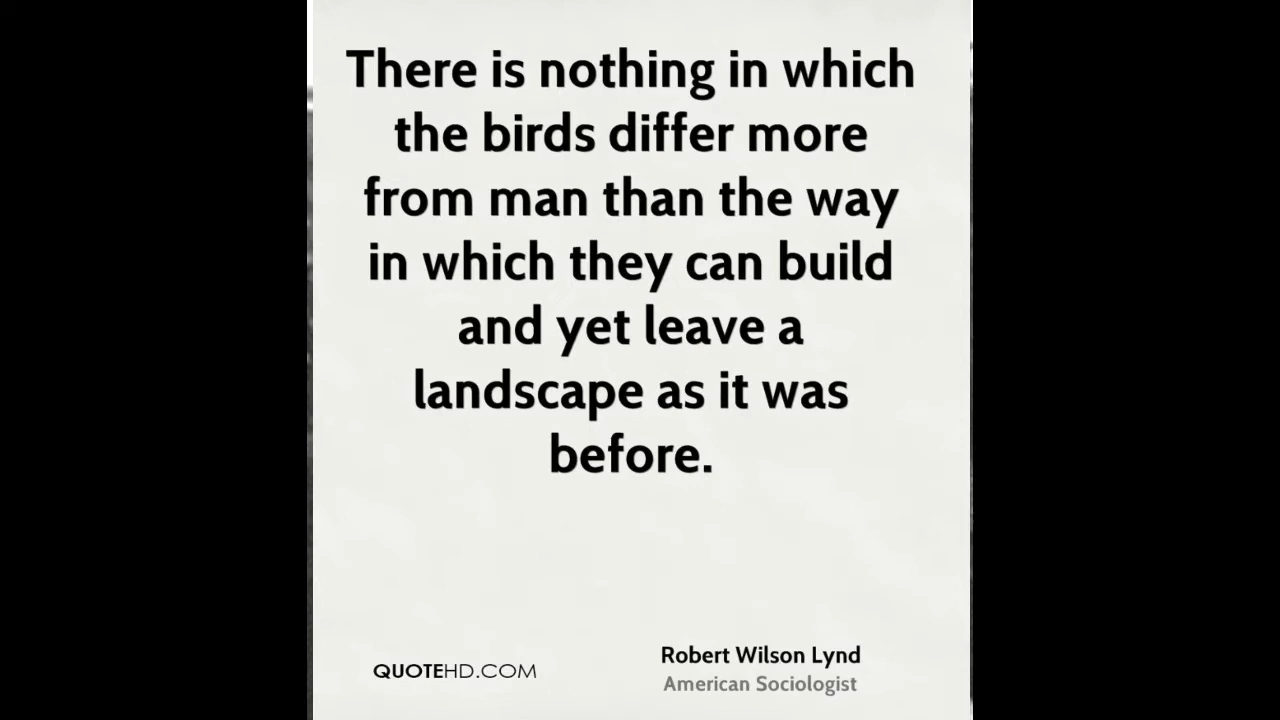 There is nothing in which
the birds differ more
from man than the way
in which they can build
and yet leave a
landscape as it was
before.
QUOTEHD.COM
Robert Wilson Lynd
American Sociologist